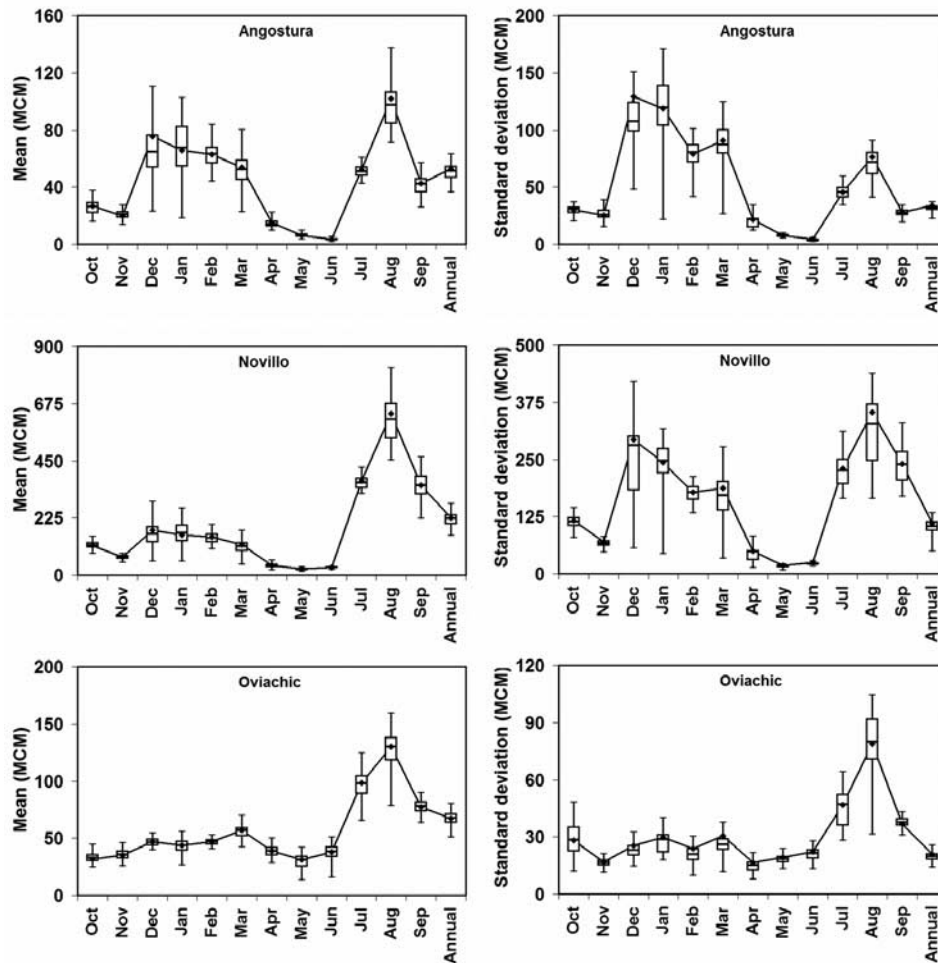 Angostura
Mean (MCM)
160
120
80
40
0
Oct Nov Dec Jan Feb Mar Apr May Jun Jul Aug Sep Annual
Angostura
Standard deviation (MCM)
200
150
100
50
0
Oct Nov Dec Jan Feb Mar Apr May Jun Jul Aug Sep Annual
Novillo
Mean (MCM)
900
675
450
225
0
Oct Nov Dec Jan Feb Mar Apr May Jun Jul Aug Sep Annual
Novillo
Standard deviation (MCM)
500
375
250
125
0
Oct Nov Dec Jan Feb Mar Apr May Jun Jul Aug Sep Annual
Oviachic
Mean (MCM)
200
150
100
50
0
Oct Nov Dec Jan Feb Mar Apr May Jun Jul Aug Sep Annual
Oviachic
Standard deviation (MCM)
120
90
60
30
0
Oct Nov Dec Jan Feb Mar Apr May Jun Jul Aug Sep Annual